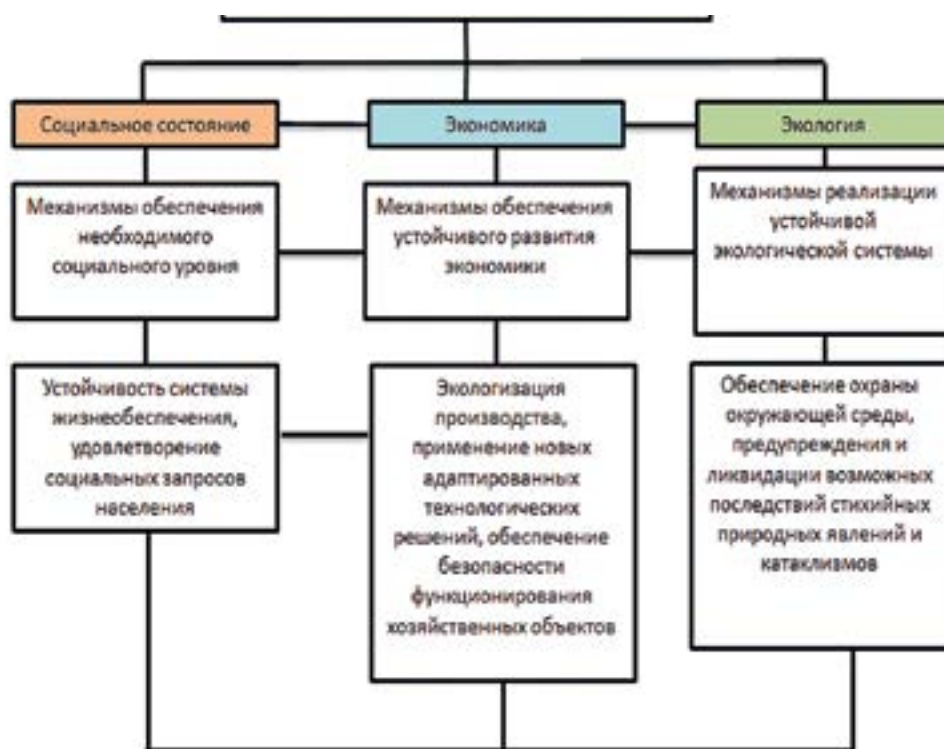 Социальное состояние
Экономика
Экология
Механизмы обеспечения
необходимого
социального уровня
Механизмы обеспечения
устойчивого развития
экономики
Механизмы реализации
устойчивой
экологической системы
Устойчивость системы
жизнеобеспечения,
удовлетворение
социальных запросов
населения
Экологизация
производства,
применение новых
адаптированных
технологических
решений, обеспечение
безопасности
функционирования
хозяйственных объектов
Обеспечение охраны
окружающей среды,
предупреждения и
ликвидации возможных
последствий стихийных
природных явлений и
катаклизмов